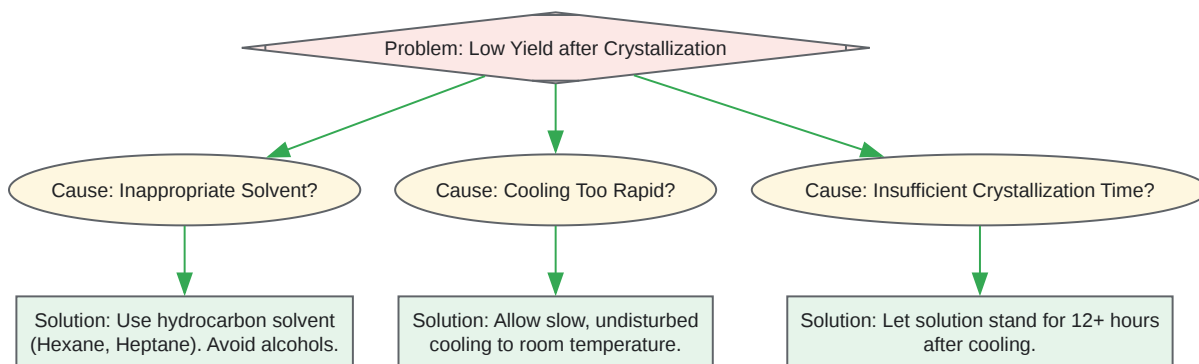 Problem: Low Yield after Crystallization
Cause: Inappropriate Solvent?
Cause: Cooling Too Rapid?
Cause: Insufficient Crystallization Time?
Solution: Use hydrocarbon solvent
(Hexane, Heptane). Avoid alcohols.
Solution: Allow slow, undisturbed
cooling to room temperature.
Solution: Let solution stand for 12+ hours
after cooling.